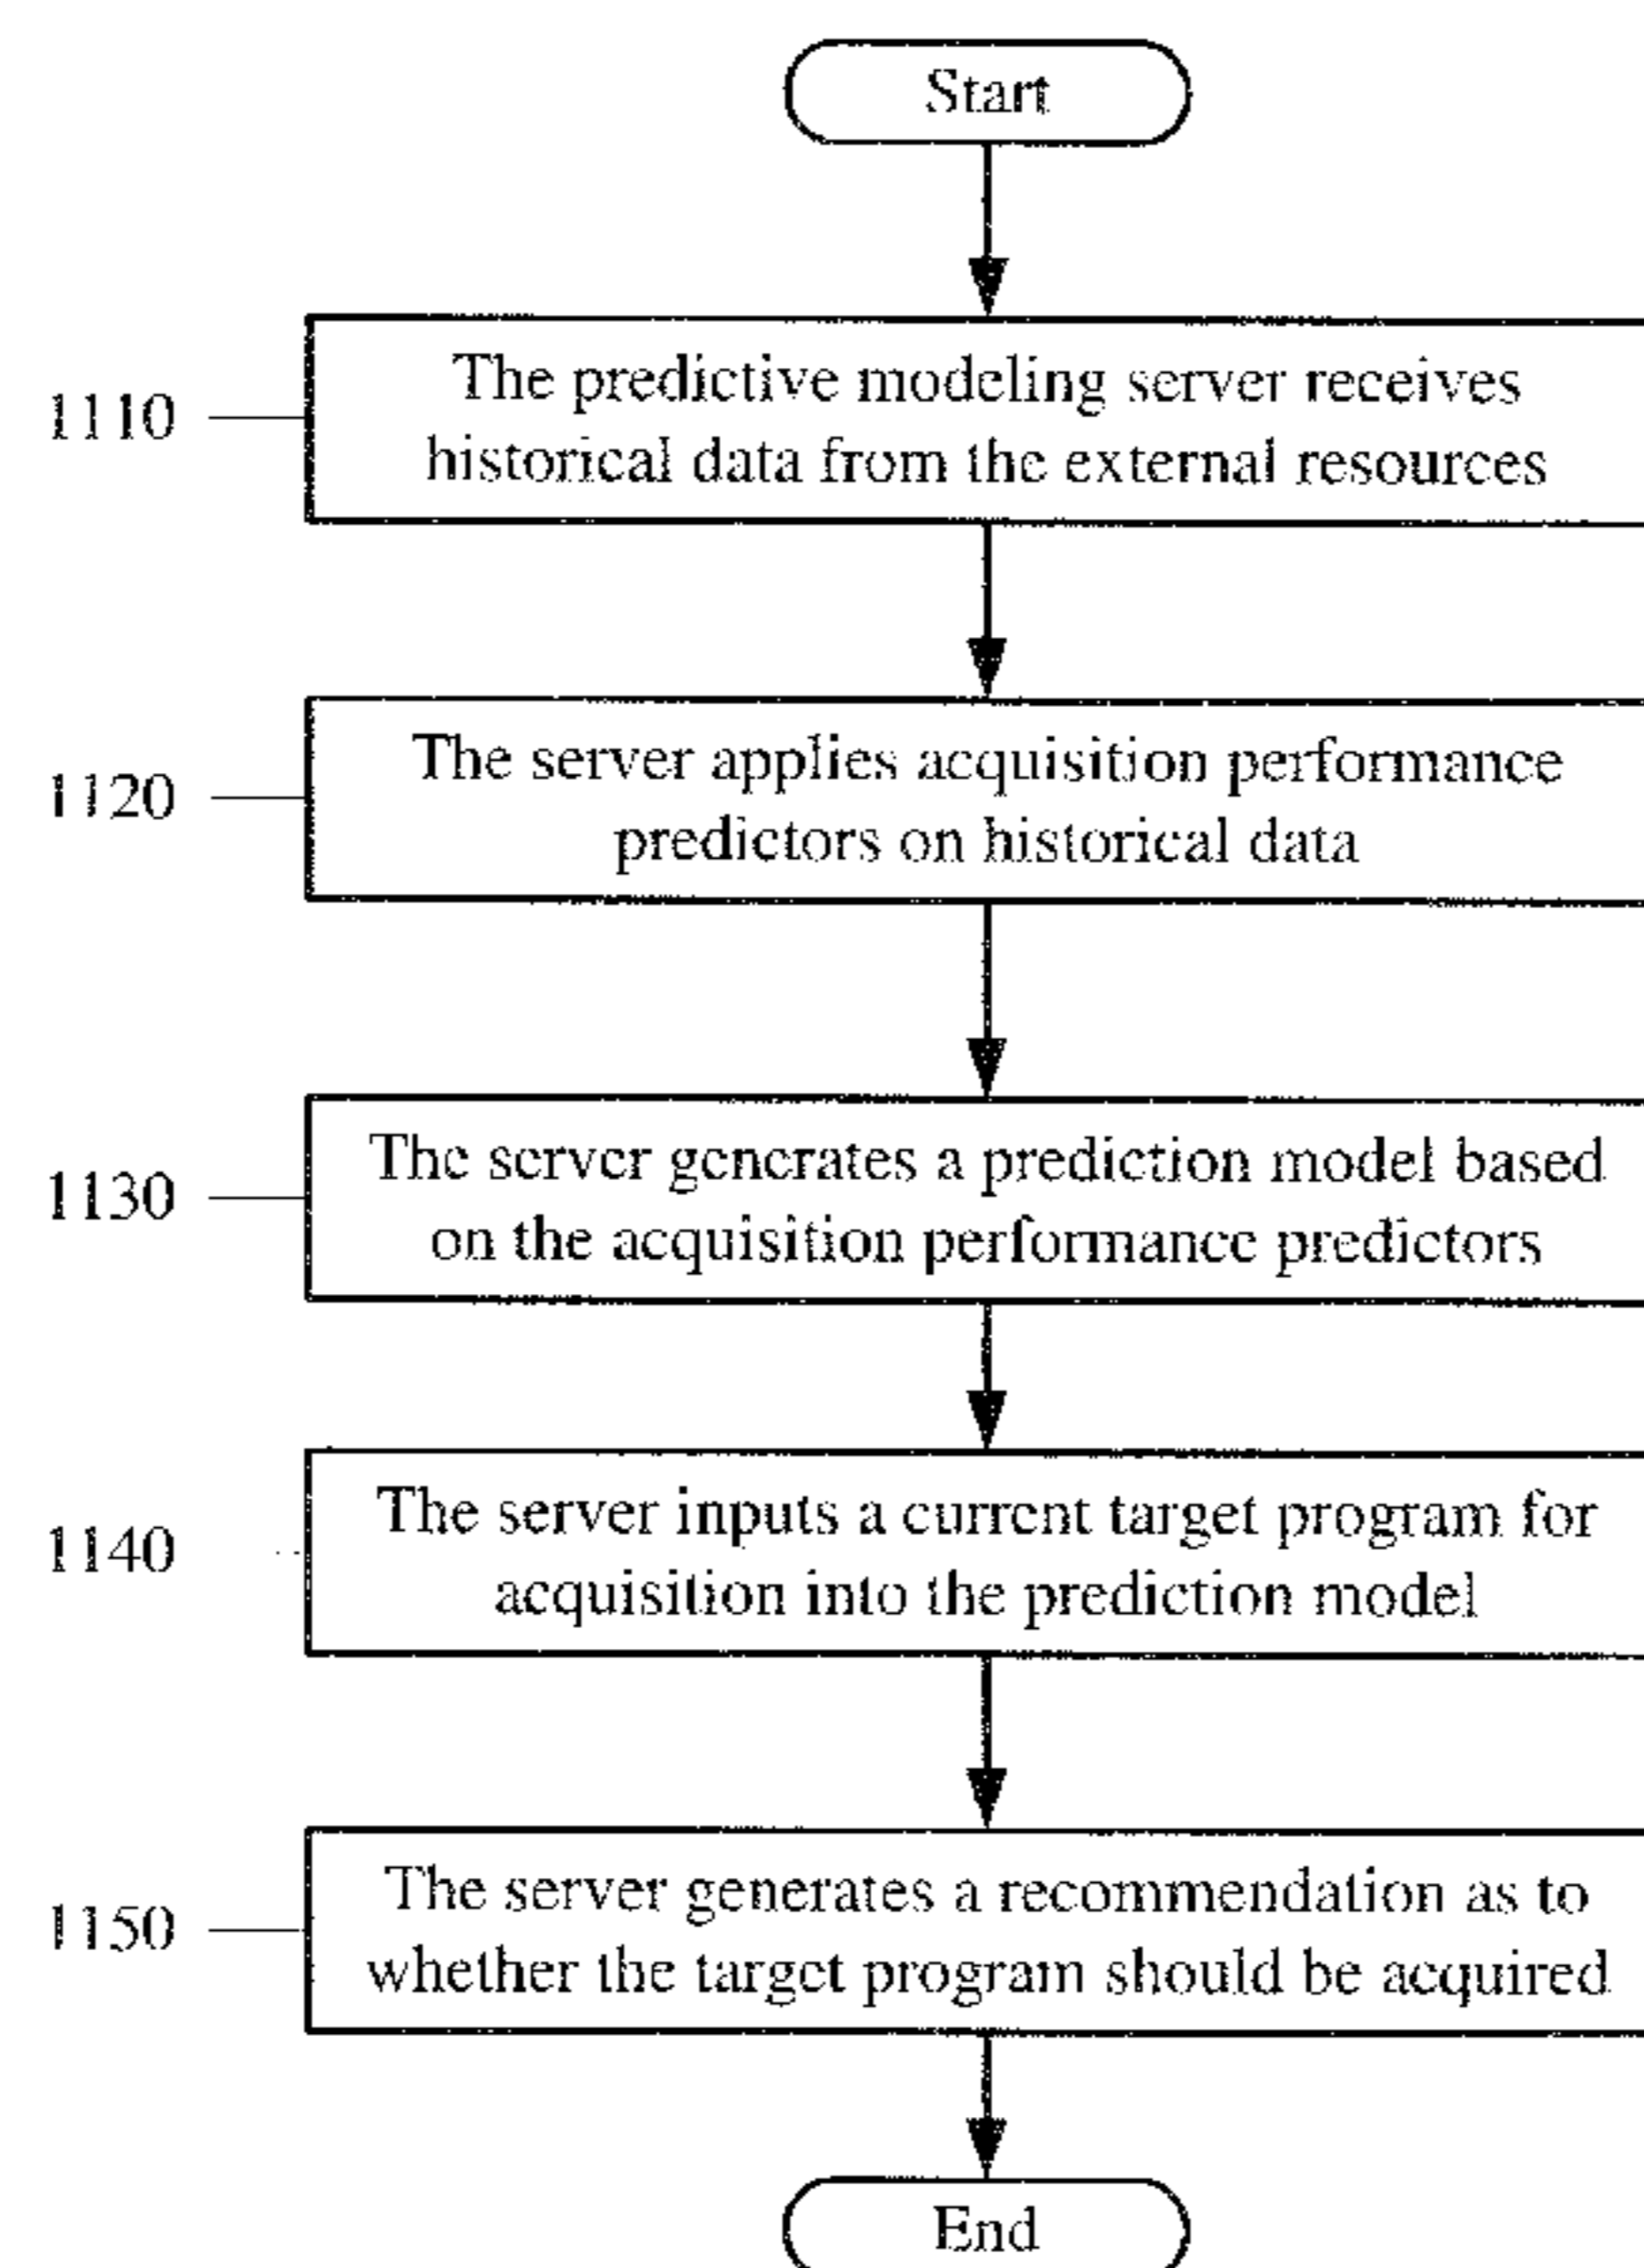 Start
1110
The predictive modeling server receives
historical data from the external resources
1120
The server applies acquisition performance
predictors on historical data
1130
The server generates a prediction model based
on the acquisition performance predictors
1140
The server inputs a current target program for
acquisition into the prediction model
1150
The server generates a recommendation as to
whether the target program should be acquired
End